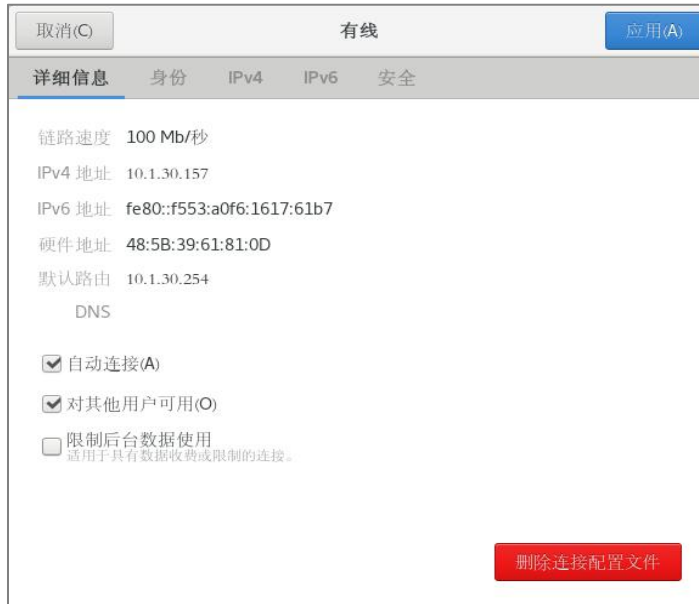 取消(C) 有线 应用(A)
详细信息 身份 IPv4 IPv6 安全
链路速度 100 Mb/秒
IPv4 地址 10.1.30.157
IPv6 地址 fe80::f553:a0f6:1617:61b7
硬件地址 48:5B:39:61:81:0D
默认路由 10.1.30.254
DNS
自动连接(A)
对其他用户可用(O)
限制后台数据使用
适用于具有数据收费或限制的连接。
删除连接配置文件